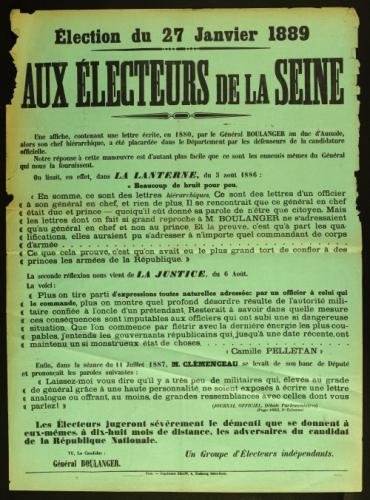 Élection du 27 Janvier 1889
AUX ÉLECTEURS DE LA SEINE
Une affiche, contenant une lettre écrite, en 1880, par le Général BOULANGER au duc d'Aumale,
alors son chef hiérarchique, a été placardée dans le Département par les défenseurs de la candidature
officielle.
Notre réponse à cette manœuvre est d'autant plus facile que ce sont les ennemis mêmes du Général
qui nous la fournissent.
On lisait, en effet, dans LA LANTERNE, du 5 août 1886 :
« Beaucoup de bruit pour peu.
« En somme, ce sont des lettres hiérarchiques. Ce sont des lettres d'un officier
« à son général en chef, et rien de plus. Il se rencontrait que ce général en chef
« était duc et prince — quoiqu'il eût donné sa parole de n'être que citoyen. Mais
« les lettres dont on fait si grand reproche à M. BOULANGER ne s'adressaient
« qu'au général en chef et non au prince. Et la preuve, c'est qu'à part les qua-
« lifications, elles auraient pu s'adresser à n'importe quel commandant de corps
« d'armée
« Ce que cela prouve, c'est qu'on avait eu le plus grand tort de confier à des
« princes les armées de la République. »
La seconde réflexion nous vient de LA JUSTICE, du 6 Août.
La voici :
« Plus on tire parti d'expressions toutes naturelles adressées par un officier à celui qui
« le commande, plus on montre quel profond désordre résulte de l'autorité mili-
« taire confiée à l'oncle d'un prétendant. Resterait à savoir dans quelle mesure
« ces conséquences sont imputables aux officiers qui ont subi une si dangereuse
« situation. Que l'on commence par flétrir avec la dernière énergie les plus cou-
« pables, j'entends les gouvernants républicains qui, jusqu'à une date récente, ont
« maintenu un si monstrueux état de choses.
« Camille PELLETAN »
Enfin, dans la séance du 11 Juillet 1887, M. CLÉMENCEAU se levait de son banc de Député
et prononçait les paroles suivantes :
« Laissez-moi vous dire qu'il y a très peu de militaires qui, élevés au grade
« de général grâce à une haute personnalité ne soient exposés à écrire une lettre
« analogue ou offrant, au moins, de grandes ressemblances avec celles dont vous
« parlez !
(JOURNAL OFFICIEL, Débats Parlementaires)
Les Électeurs jugeront sévèrement le démenti que se donnent à
eux-mêmes à dix-huit mois de distance, les adversaires du candidat
de la République Nationale.
Vu, Le Candidat :
Général BOULANGER.
Un Groupe d'Électeurs indépendants.